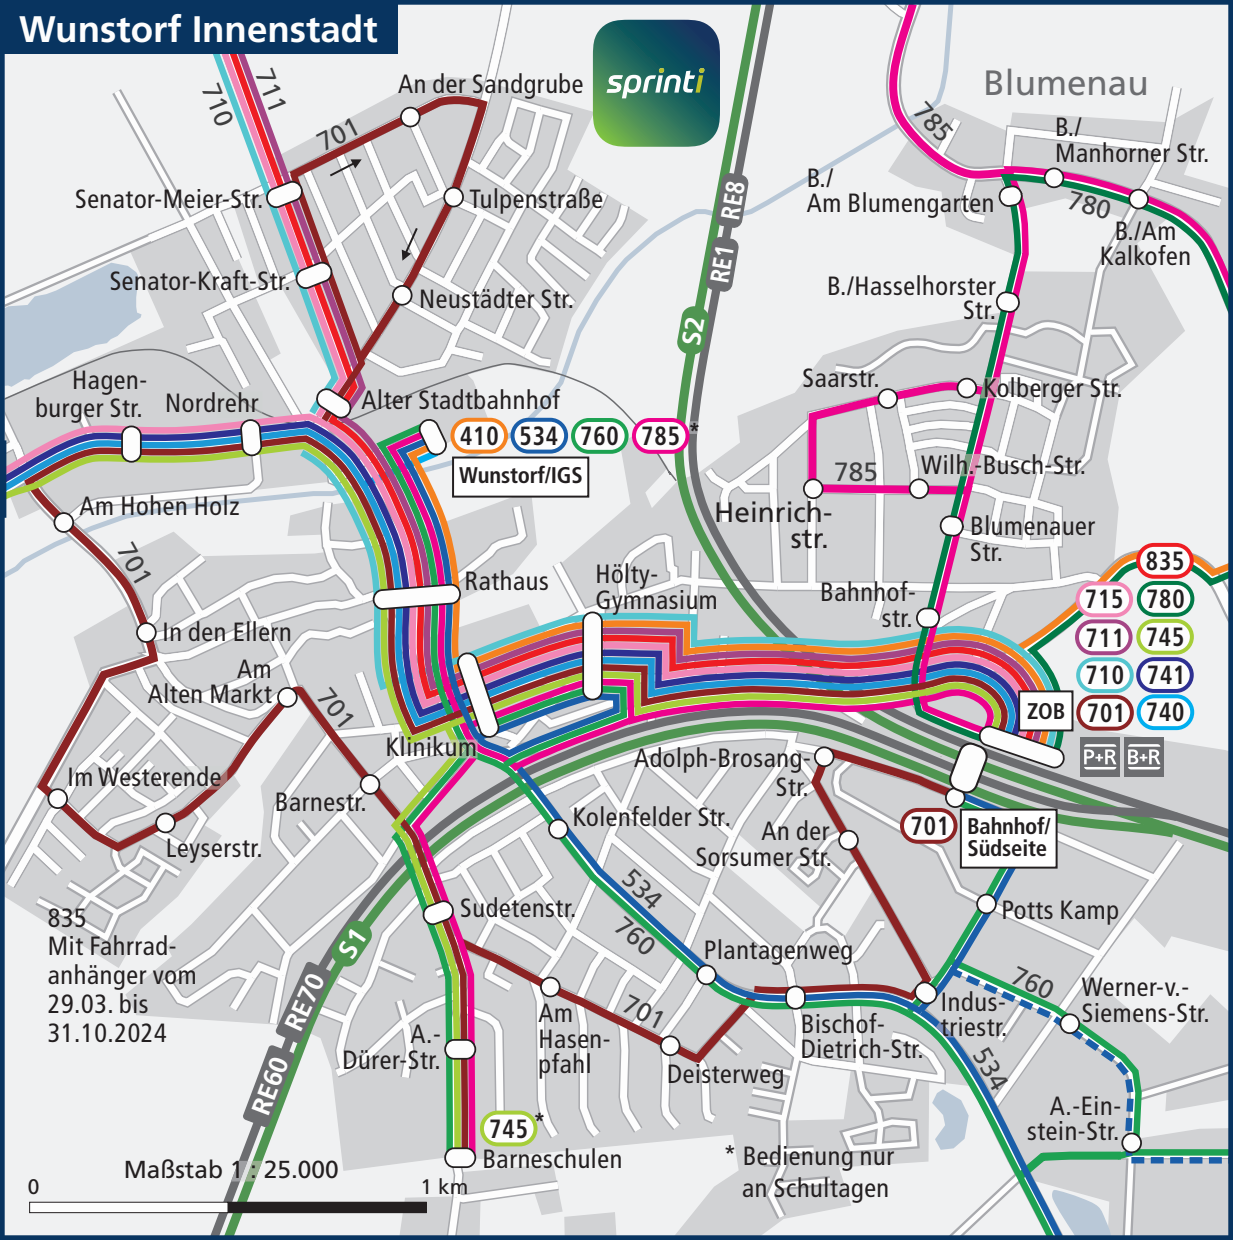 Wunstorf Innenstadt
sprinti
Blumenau
710
711
701
An der Sandgrube
Senator-Meier-Str.
Tulpenstraße
Senator-Kraft-Str.
Neustädter Str.
785
B./
Manhorner Str.
B./
Am Blumengarten
780
B./Am
Kalkofen
B./Hasselhorster
Str.
RE8
RE1
S2
Hagen-
burger Str.
Nordrehr
Alter Stadtbahnhof
410
534
760
785
*
Wunstorf/IGS
Saarstr.
Kolberger Str.
785
Wilh.-Busch-Str.
Heinrich-
str.
Blumenauer
Str.
Am Hohen Holz
701
Rathaus
Hölty-
Gymnasium
Bahnhof-
str.
835
715
780
711
745
710
741
701
740
ZOB
P+R
B+R
In den Ellern
Am
Alten Markt
701
Klinikum
Im Westerende
Barnestr.
Leyserstr.
Adolph-Brosang-
Str.
An der
Sorsumer Str.
701
Bahnhof/
Südseite
Kolenfelder Str.
534
760
Sudetenstr.
Potts Kamp
835
Mit Fahrrad-
anhänger vom
29.03. bis
31.10.2024
S1
RE70
RE60
Plantagenweg
760
Werner-v.-
Siemens-Str.
Indus-
triestr.
534
Am
Hasen-
pfahl
701
Bischof-
Dietrich-Str.
A.-
Dürer-Str.
Deisterweg
A.-Ein-
stein-Str.
745
*
Barneschulen
* Bedienung nur
an Schultagen
Maßstab 1 : 25.000
0
1 km